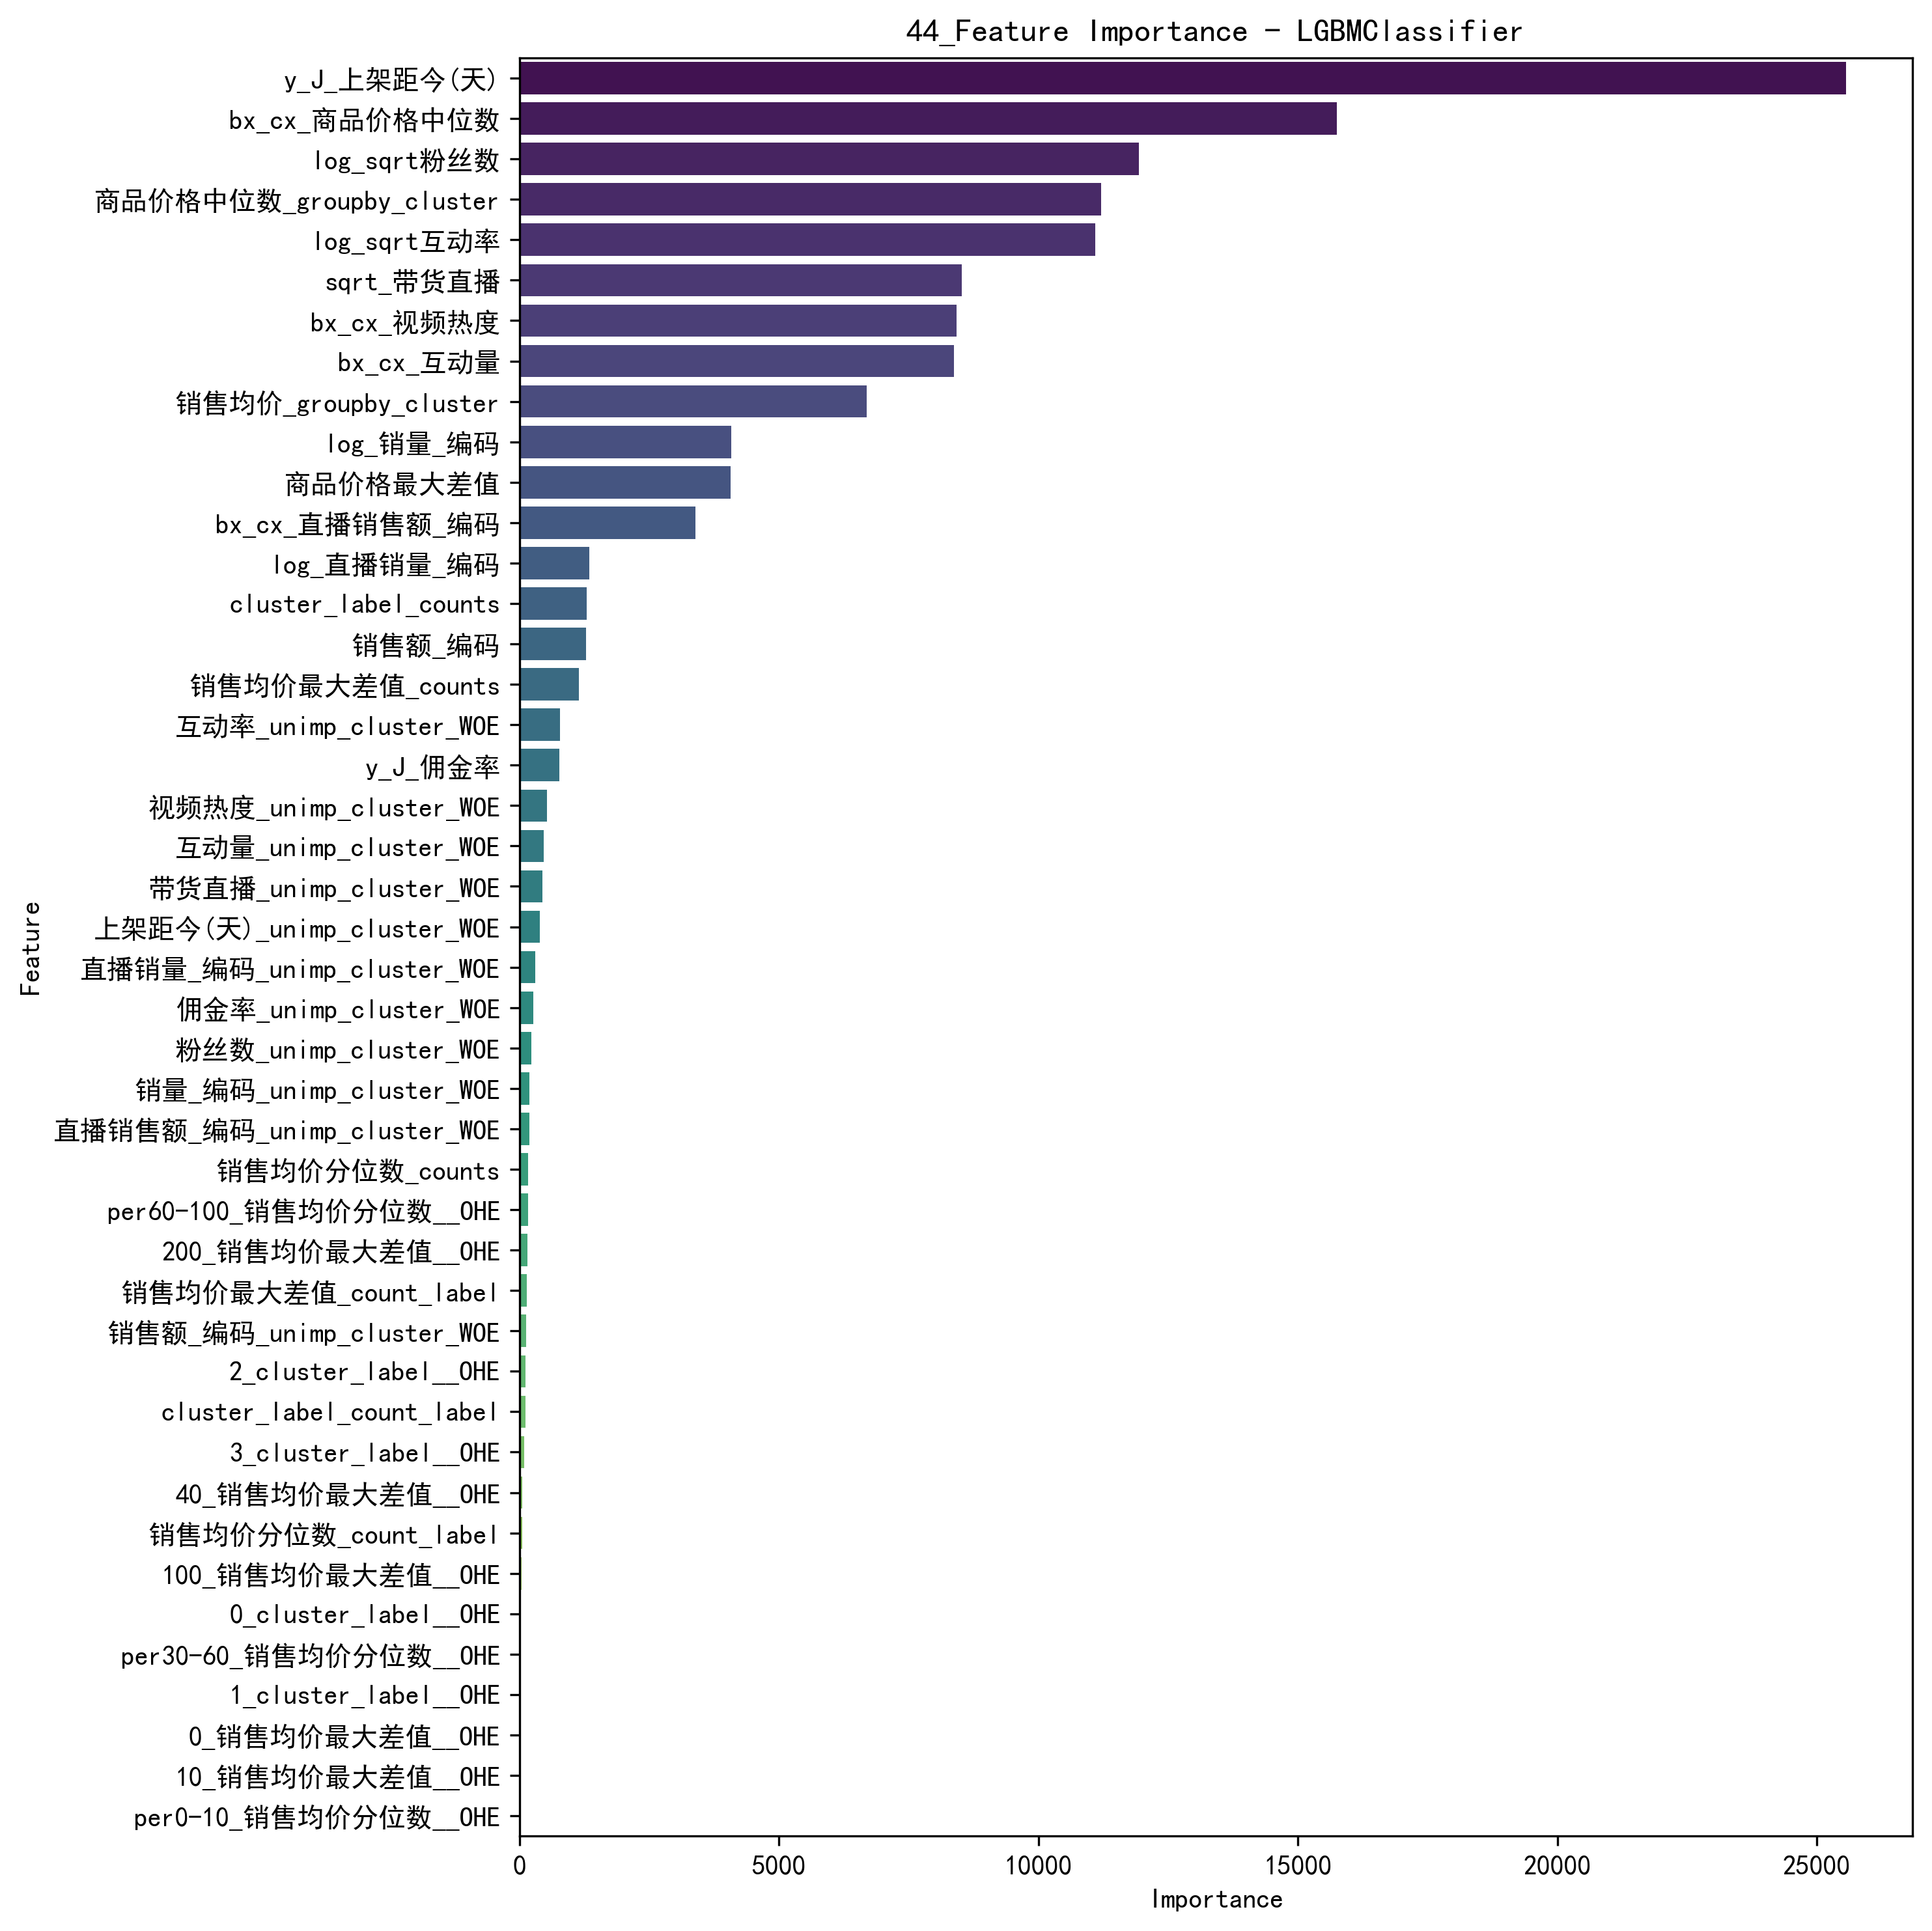 44_Feature Importance - LGBMClassifier
y_J_上架距今(天)
bx_cx_商品价格中位数
log_sqrt粉丝数
商品价格中位数_groupby_cluster
log_sqrt互动率
sqrt_带货直播
bx_cx_视频热度
bx_cx_互动量
销售均价_groupby_cluster
log_销量_编码
商品价格最大差值
bx_cx_直播销售额_编码
log_直播销量_编码
cluster_label_counts
销售额_编码
销售均价最大差值_counts
互动率_unimp_cluster_WOE
y_J_佣金率
视频热度_unimp_cluster_WOE
互动量_unimp_cluster_WOE
带货直播_unimp_cluster_WOE
上架距今(天)_unimp_cluster_WOE
直播销量_编码_unimp_cluster_WOE
佣金率_unimp_cluster_WOE
粉丝数_unimp_cluster_WOE
销量_编码_unimp_cluster_WOE
直播销售额_编码_unimp_cluster_WOE
销售均价分位数_counts
per60-100_销售均价分位数__OHE
200_销售均价最大差值__OHE
销售均价最大差值_count_label
销售额_编码_unimp_cluster_WOE
2_cluster_label__OHE
cluster_label_count_label
3_cluster_label__OHE
40_销售均价最大差值__OHE
销售均价分位数_count_label
100_销售均价最大差值__OHE
0_cluster_label__OHE
per30-60_销售均价分位数__OHE
1_cluster_label__OHE
0_销售均价最大差值__OHE
10_销售均价最大差值__OHE
per0-10_销售均价分位数__OHE
Feature
0 5000 10000 15000 20000 25000
Importance